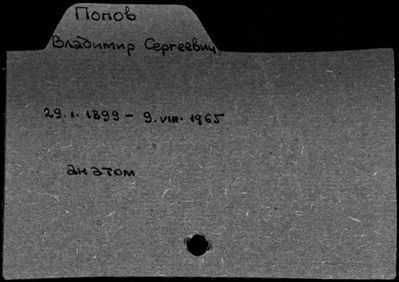 Попов
Владимир Сергеевич
29.I.1899 – 9.VIII.1965
анатом